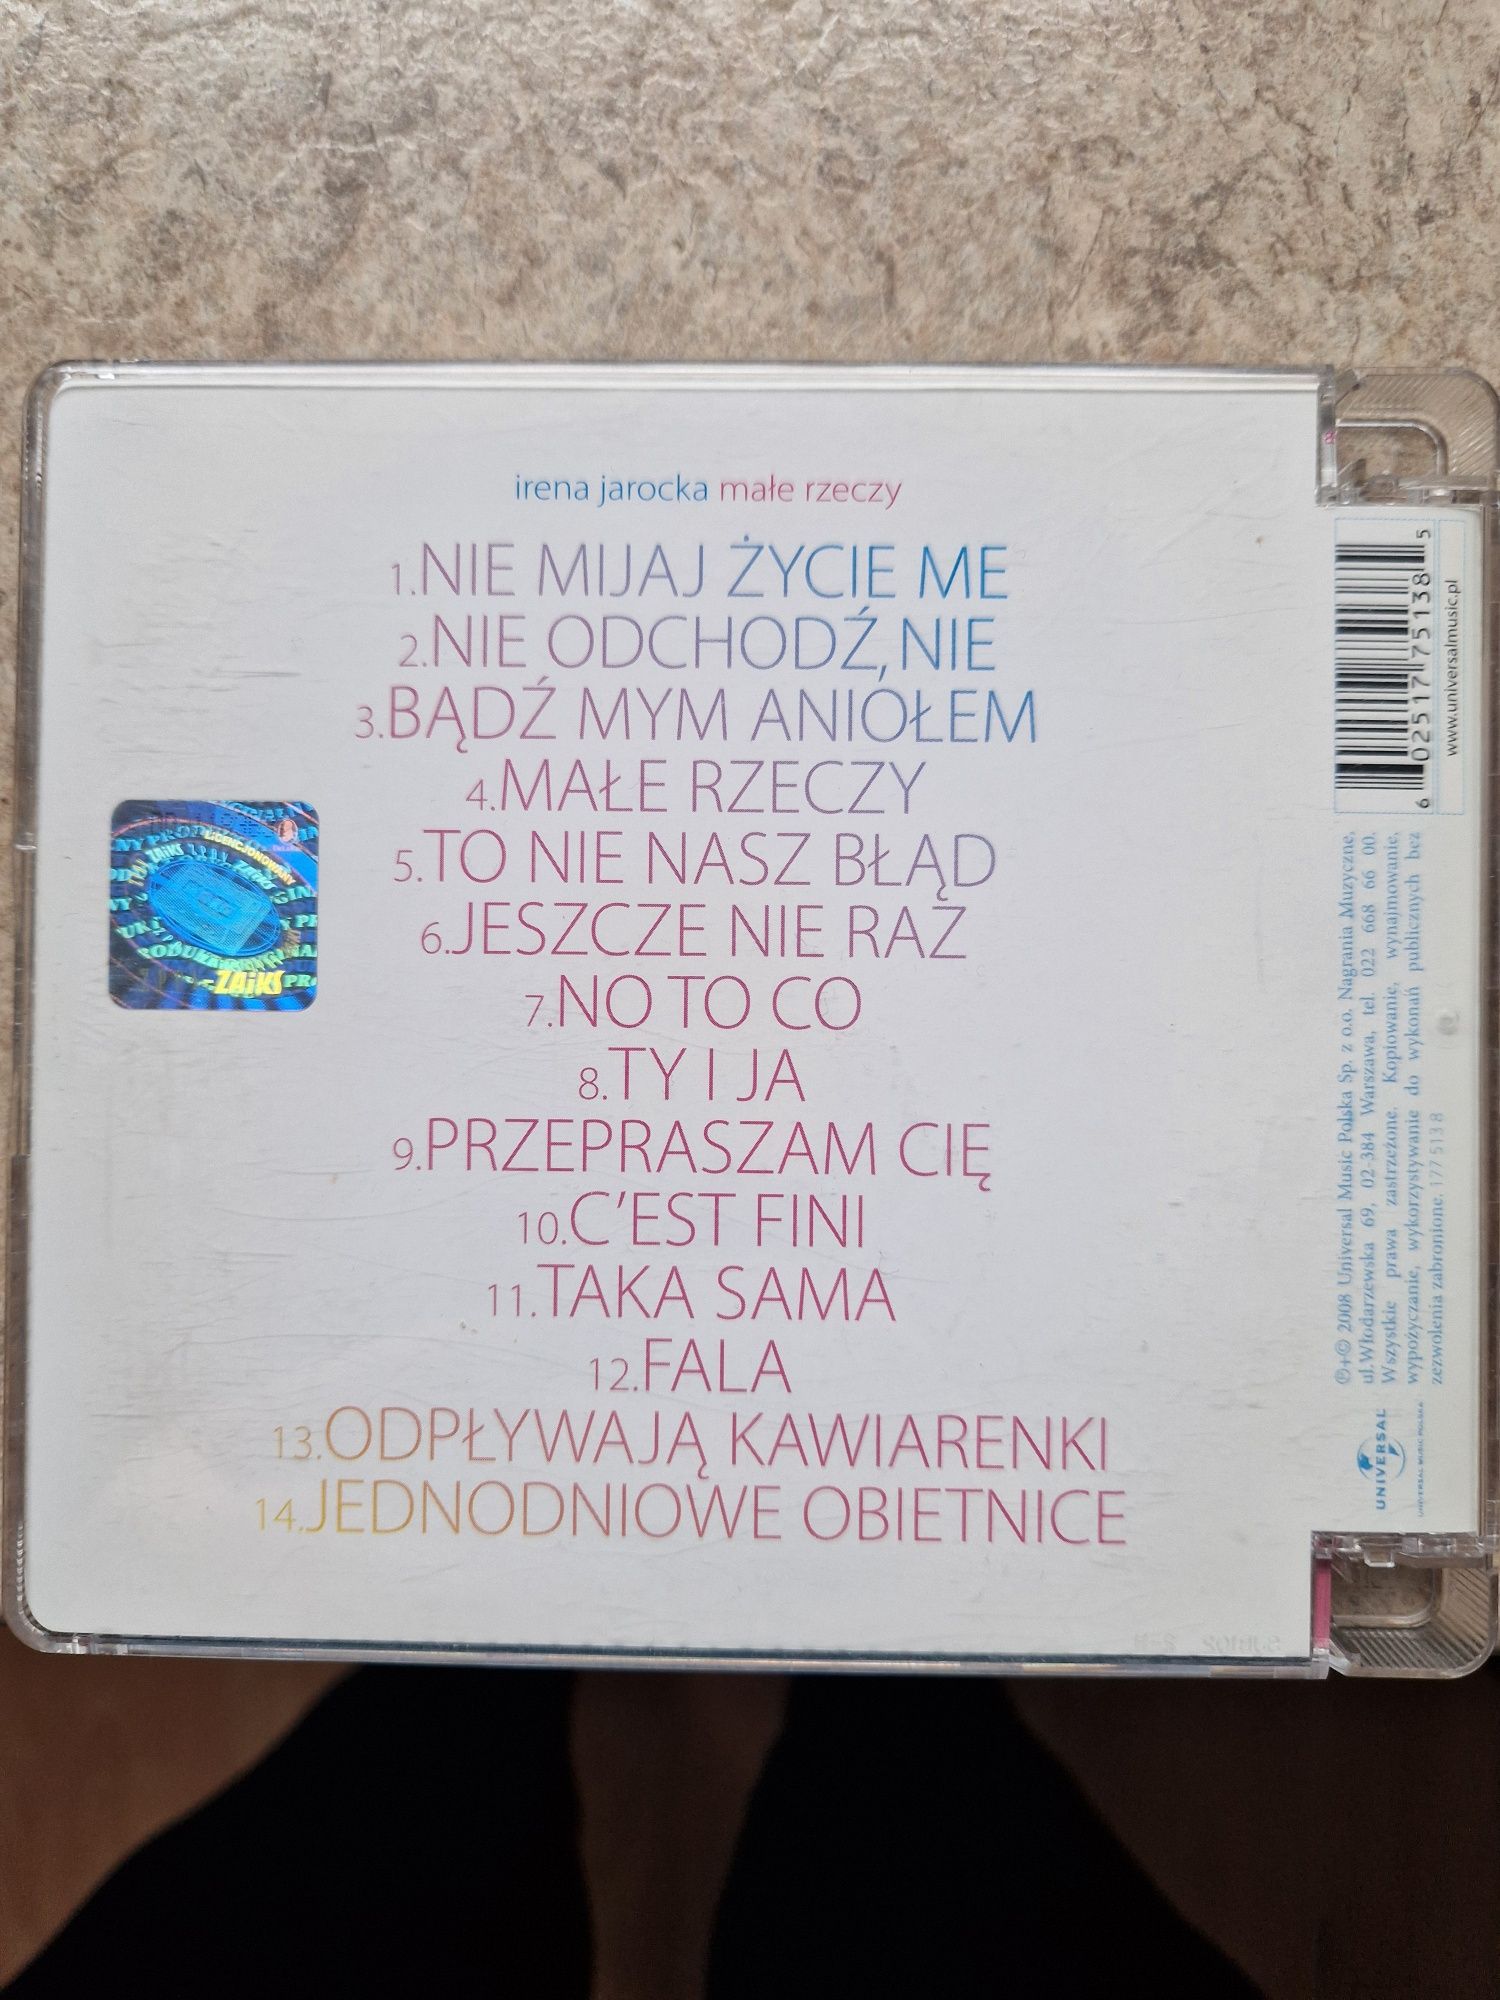 irena jarocka małe rzeczy
1.NIE MIJAJ ŻYCIE ME
2.NIE ODCHODŹ, NIE
3.BĄDŹ MYM ANIOŁEM
4.MAŁE RZECZY
5.TO NIE NASZ BŁĄD
6.JESZCZE NIE RAZ
7.NO TO CO
8.TY I JA
9.PRZEPRASZAM CIĘ
10.C'EST FINI
11.TAKA SAMA
12.FALA
13.ODPŁYWAJĄ KAWIARENKI
14.JEDNODNIOWE OBIETNICE
LICENCJONOWANY
ZAiKS
6 02517 75138 5
www.universalmusic.pl
℗+© 2008 Universal Music Polska Sp. z o.o. Nagrania Muzyczne,
ul.Włodarzewska 69, 02-384 Warszawa, tel. 022 668 66 00.
Wszystkie prawa zastrzeżone. Kopiowanie, wynajmowanie,
wypożyczanie, wykorzystywanie do wykonań publicznych bez
zezwolenia zabronione. 177 513 8
UNIVERSAL
UNIVERSAL MUSIC POLSKA